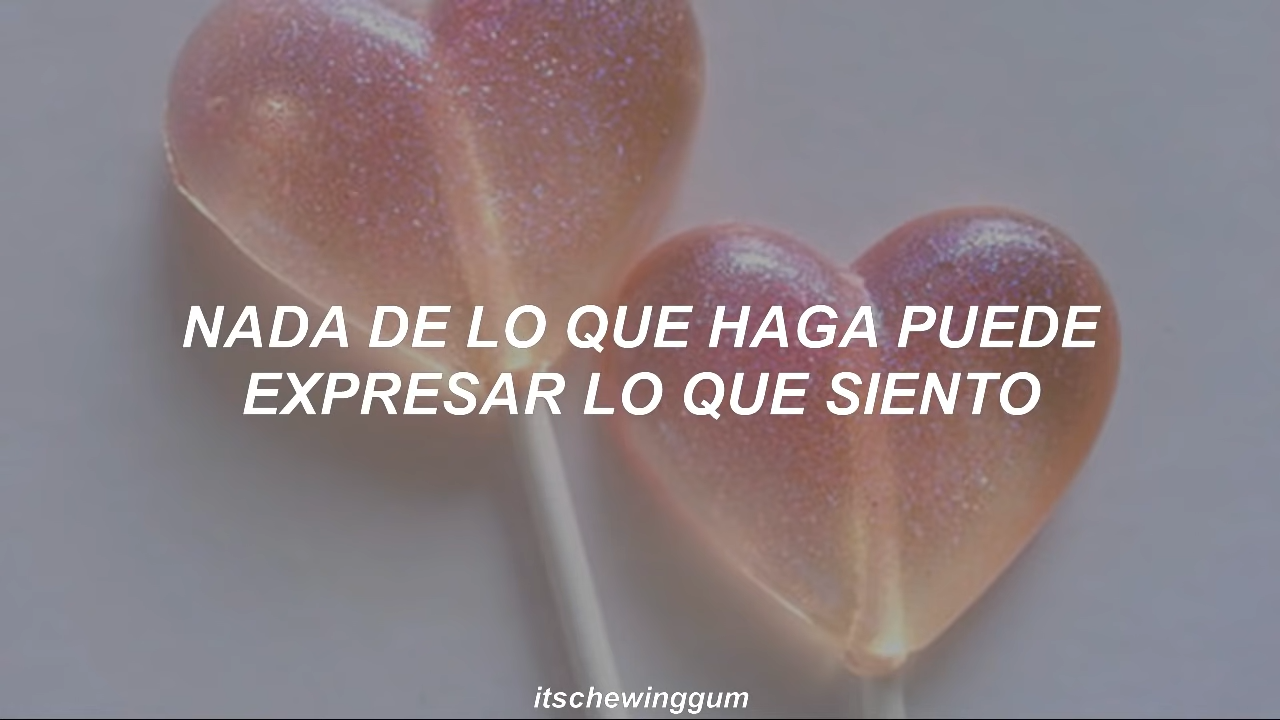 NADA DE LO QUE HAGA PUEDE
EXPRESAR LO QUE SIENTO
itschewinggum